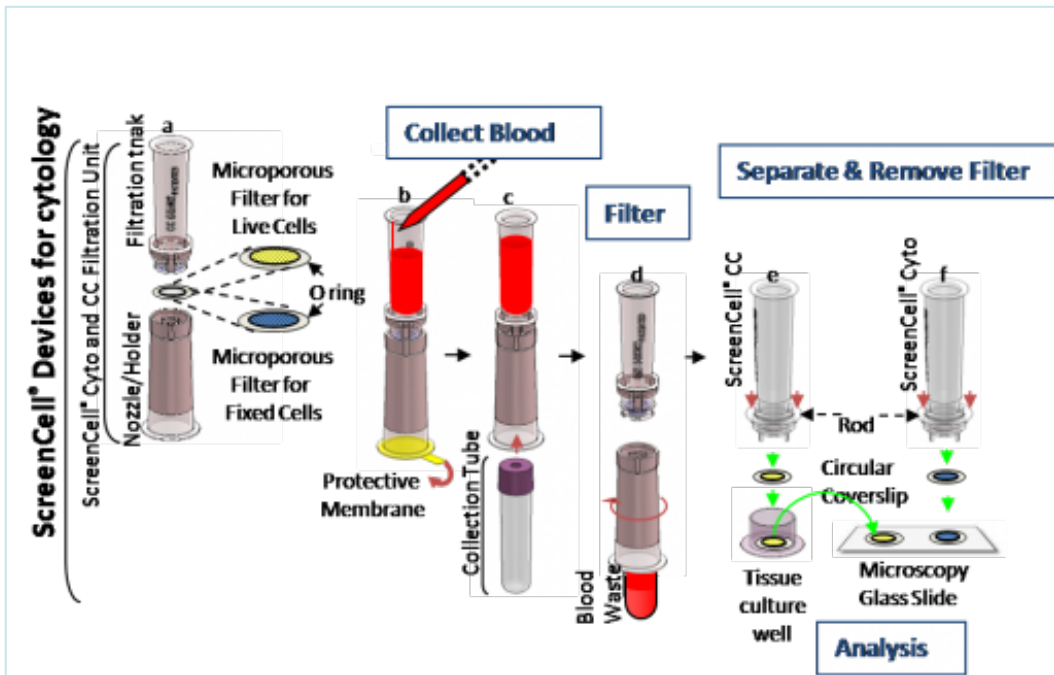 ScreenCell® Devices for cytology
ScreenCell® Cyto and CC Filtration Unit
Filtration tnak
Nozzle/Holder
a
Microporous
Filter for
Live Cells
O ring
Microporous
Filter for
Fixed Cells
Collect Blood
b
c
Protective
Membrane
Collection Tube
Filter
d
Blood
Waste
Separate & Remove Filter
ScreenCell® CC
e
ScreenCell® Cyto
f
Rod
Circular
Coverslip
Tissue
culture
well
Microscopy
Glass Slide
Analysis